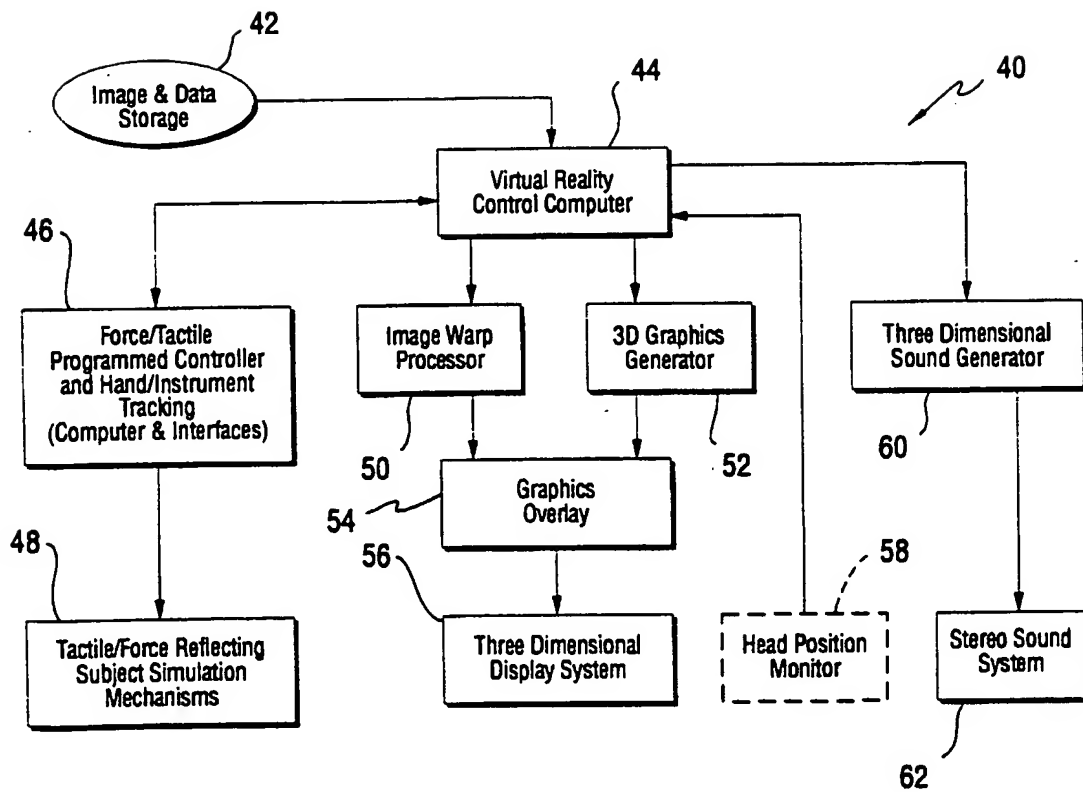 42
Image & Data
Storage
44
40
Virtual Reality
Control Computer
46
Force/Tactile
Programmed Controller
and Hand/Instrument
Tracking
(Computer & Interfaces)
Image Warp
Processor
3D Graphics
Generator
Three Dimensional
Sound Generator
50
52
60
54
Graphics
Overlay
48
56
58
Tactile/Force Reflecting
Subject Simulation
Mechanisms
Three Dimensional
Display System
Head Position
Monitor
Stereo Sound
System
62